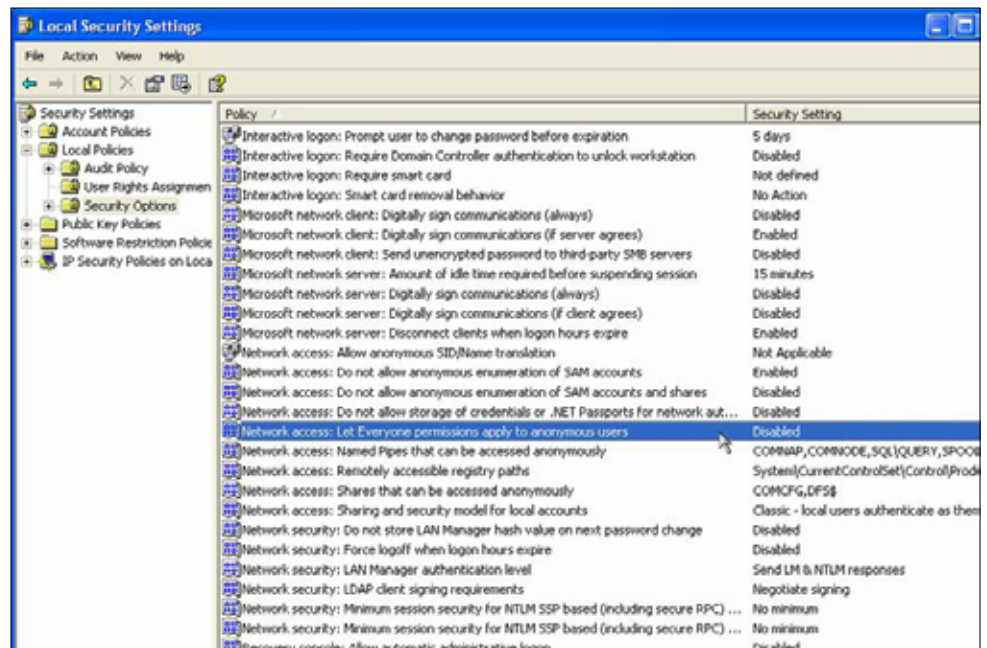 Local Security Settings
File Action View Help
Security Settings
Account Policies
Local Policies
Audit Policy
User Rights Assignmen
Security Options
Public Key Policies
Software Restriction Policie
IP Security Policies on Loca
Policy Security Setting
Interactive logon: Prompt user to change password before expiration 5 days
Interactive logon: Require Domain Controller authentication to unlock workstation Disabled
Interactive logon: Require smart card Not defined
Interactive logon: Smart card removal behavior No Action
Microsoft network client: Digitally sign communications (always) Disabled
Microsoft network client: Digitally sign communications (if server agrees) Enabled
Microsoft network client: Send unencrypted password to third-party SMB servers Disabled
Microsoft network server: Amount of idle time required before suspending session 15 minutes
Microsoft network server: Digitally sign communications (always) Disabled
Microsoft network server: Digitally sign communications (if client agrees) Disabled
Microsoft network server: Disconnect clients when logon hours expire Enabled
Network access: Allow anonymous SID/Name translation Not Applicable
Network access: Do not allow anonymous enumeration of SAM accounts Enabled
Network access: Do not allow anonymous enumeration of SAM accounts and shares Disabled
Network access: Do not allow storage of credentials or .NET Passports for network aut... Disabled
Network access: Let Everyone permissions apply to anonymous users Disabled
Network access: Named Pipes that can be accessed anonymously COMNAP,COMNODE,SQL\QUERY,SPOOLS
Network access: Remotely accessible registry paths System\CurrentControlSet\Control\Prod
Network access: Shares that can be accessed anonymously COMCFG,DFS$
Network access: Sharing and security model for local accounts Classic - local users authenticate as them
Network security: Do not store LAN Manager hash value on next password change Disabled
Network security: Force logoff when logon hours expire Disabled
Network security: LAN Manager authentication level Send LM & NTLM responses
Network security: LDAP client signing requirements Negotiate signing
Network security: Minimum session security for NTLM SSP based (including secure RPC) ... No minimum
Network security: Minimum session security for NTLM SSP based (including secure RPC) ... No minimum
Recovery console: Allow automatic administrative logon Disabled